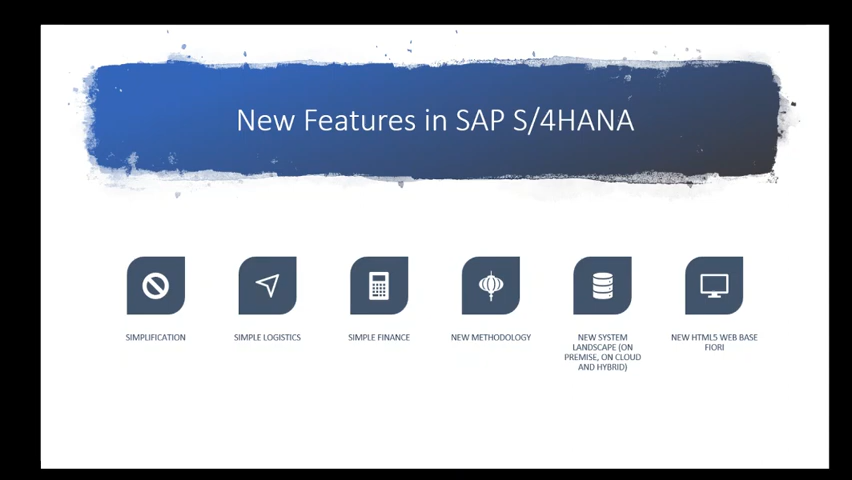 New Features in SAP S/4HANA
SIMPLIFICATION
SIMPLE LOGISTICS
SIMPLE FINANCE
NEW METHODOLOGY
NEW SYSTEM
LANDSCAPE (ON
PREMISE, ON CLOUD
AND HYBRID)
NEW HTML5 WEB BASE
FIORI